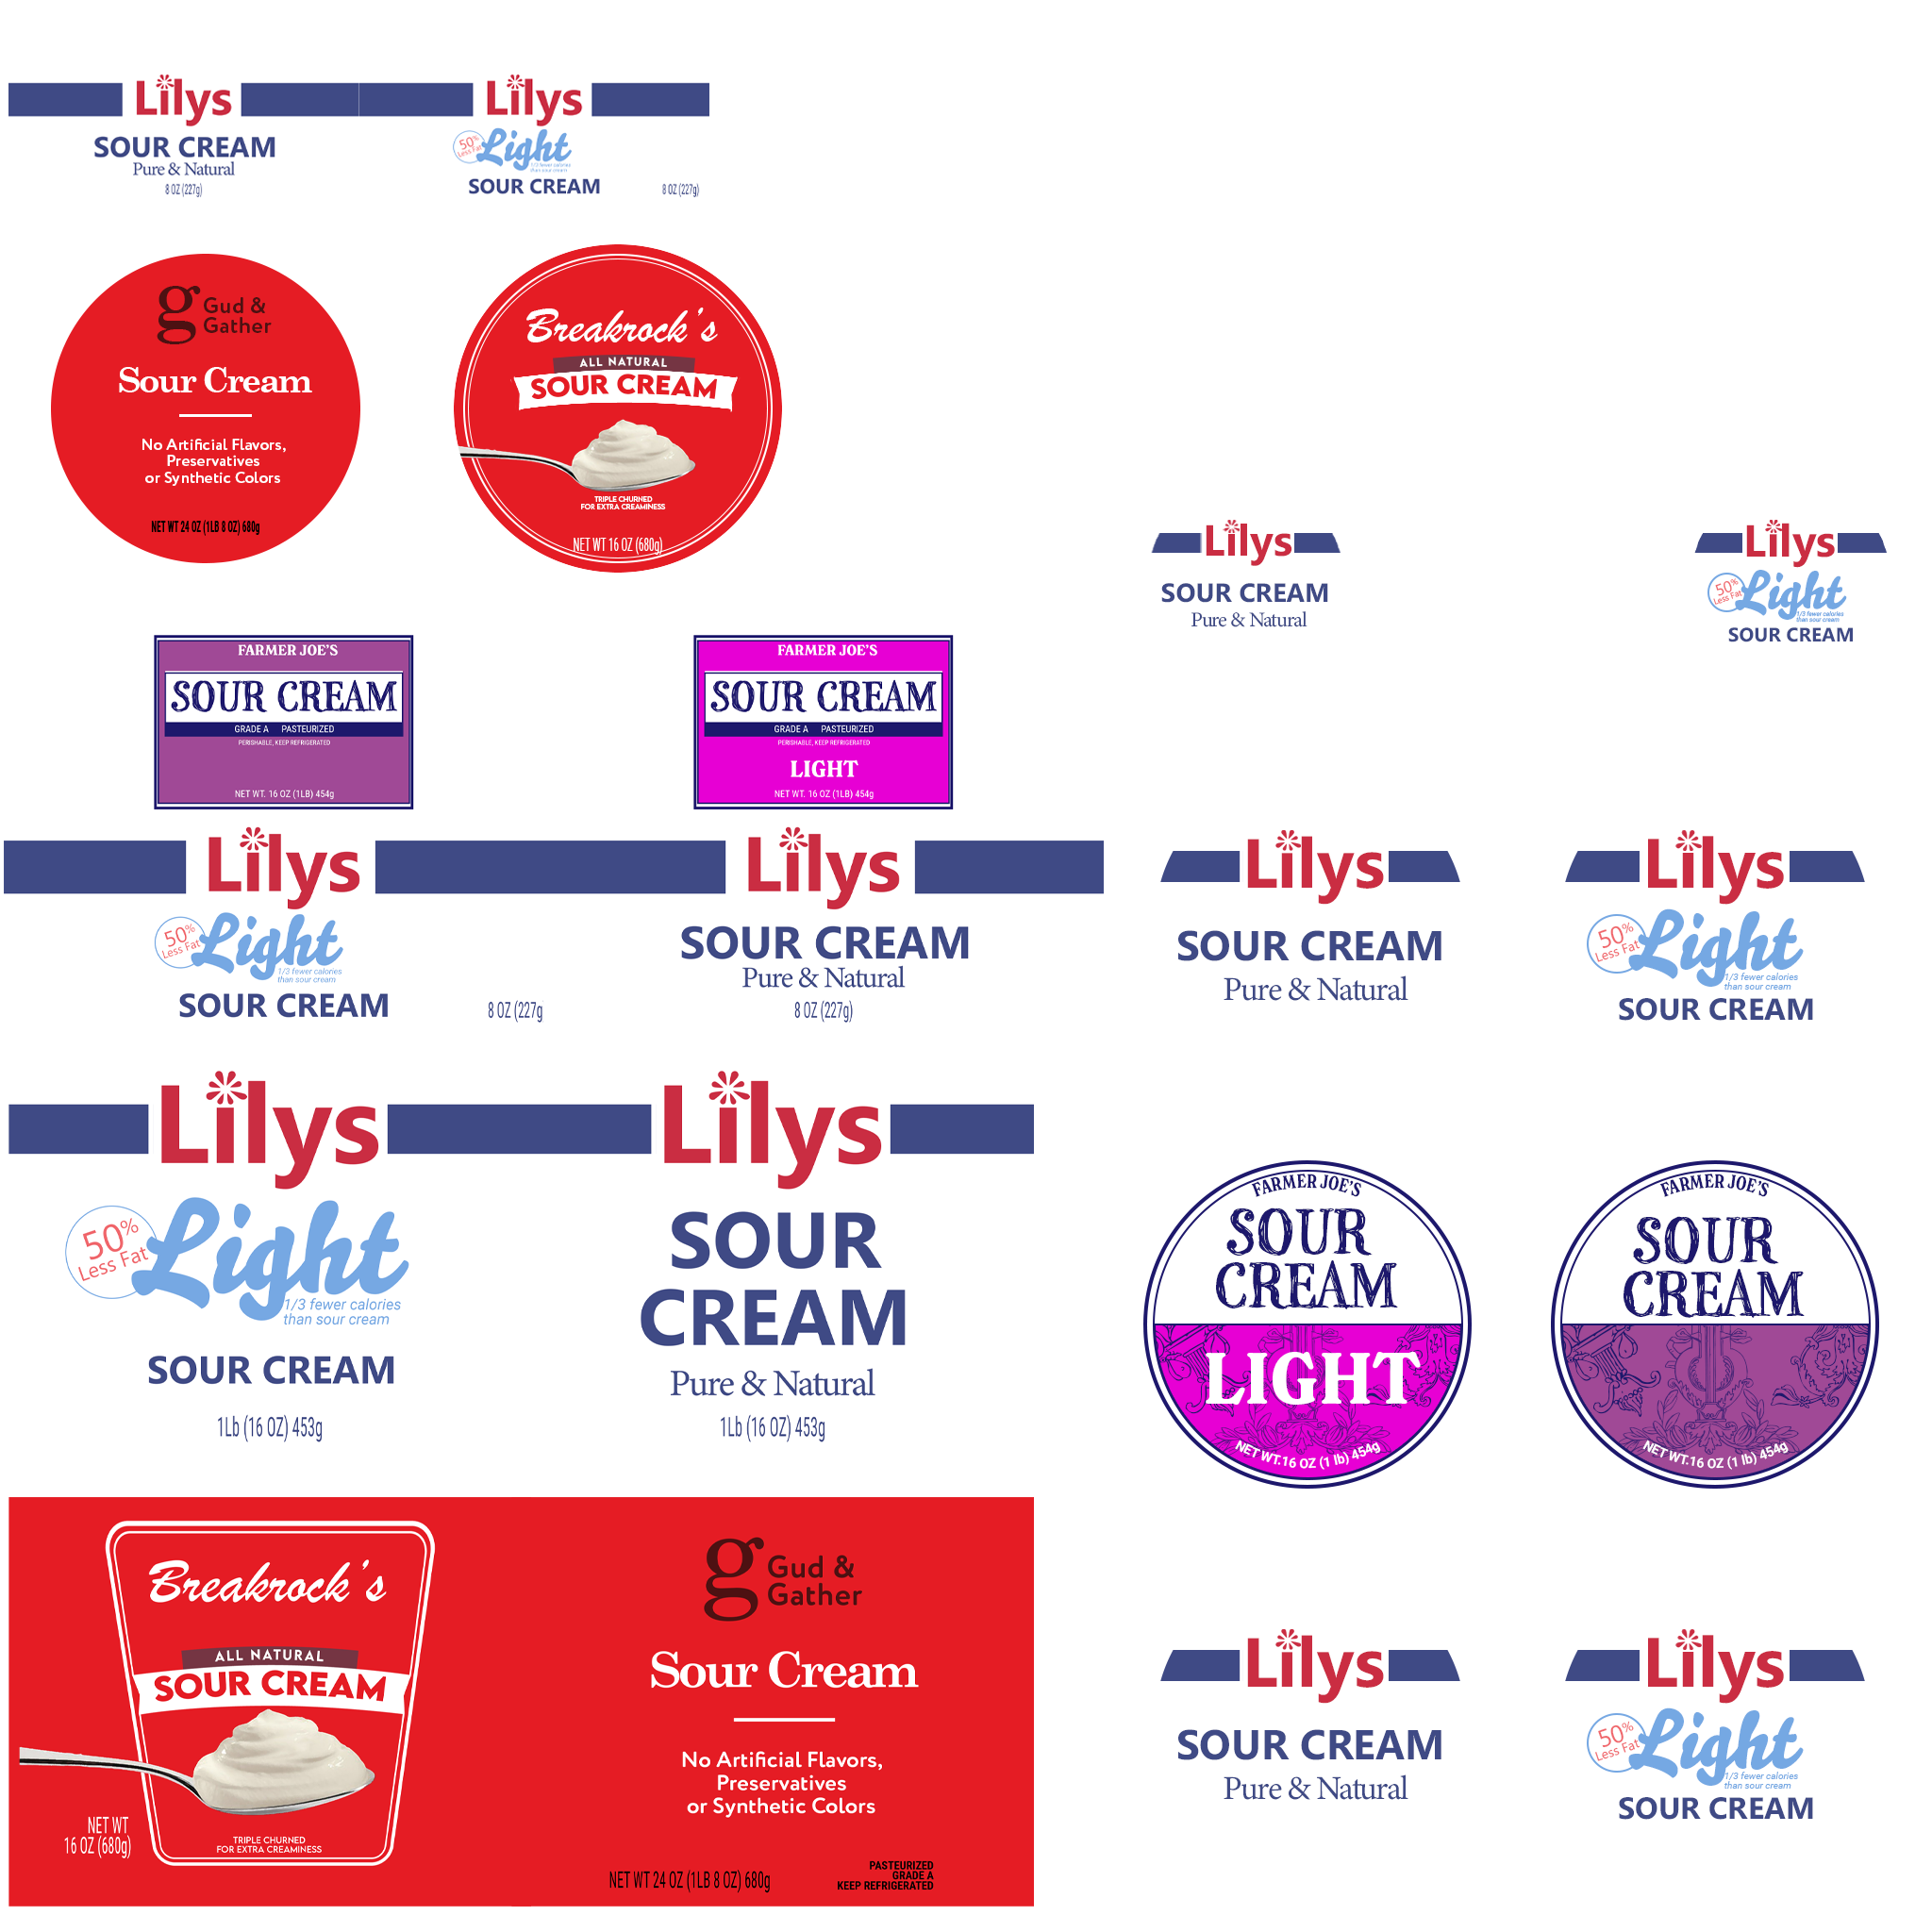 Lilys
SOUR CREAM
Pure & Natural
8 OZ (227g)
Lilys
50%
Less Fat
Light
1/3 fewer calories
than sour cream
SOUR CREAM
8 OZ (227g)
g Gud &
Gather
Sour Cream
No Artificial Flavors,
Preservatives
or Synthetic Colors
NET WT 24 OZ (1LB 8 OZ) 680g
Breakrock's
ALL NATURAL
SOUR CREAM
TRIPLE CHURNED
FOR EXTRA CREAMINESS
NET WT 16 OZ (680g)
Lilys
SOUR CREAM
Pure & Natural
Lilys
50%
Less Fat
Light
1/3 fewer calories
than sour cream
SOUR CREAM
FARMER JOE'S
SOUR CREAM
GRADE A PASTEURIZED
PERISHABLE, KEEP REFRIGERATED
NET WT. 16 OZ (1LB) 454g
FARMER JOE'S
SOUR CREAM
GRADE A PASTEURIZED
PERISHABLE, KEEP REFRIGERATED
LIGHT
NET WT. 16 OZ (1LB) 454g
Lilys
50%
Less Fat
Light
1/3 fewer calories
than sour cream
SOUR CREAM
8 OZ (227g
Lilys
SOUR CREAM
Pure & Natural
8 OZ (227g)
Lilys
SOUR CREAM
Pure & Natural
Lilys
50%
Less Fat
Light
1/3 fewer calories
than sour cream
SOUR CREAM
Lilys
50%
Less Fat
Light
1/3 fewer calories
than sour cream
SOUR CREAM
1Lb (16 OZ) 453g
Lilys
SOUR
CREAM
Pure & Natural
1Lb (16 OZ) 453g
FARMER JOE'S
SOUR
CREAM
LIGHT
NET WT.16 OZ (1 lb) 454g
FARMER JOE'S
SOUR
CREAM
NET WT.16 OZ (1 lb) 454g
Breakrock's
ALL NATURAL
SOUR CREAM
NET WT
16 OZ (680g)
TRIPLE CHURNED
FOR EXTRA CREAMINESS
g Gud &
Gather
Sour Cream
No Artificial Flavors,
Preservatives
or Synthetic Colors
NET WT 24 OZ (1LB 8 OZ) 680g
PASTEURIZED
GRADE A
KEEP REFRIGERATED
Lilys
SOUR CREAM
Pure & Natural
Lilys
50%
Less Fat
Light
1/3 fewer calories
than sour cream
SOUR CREAM